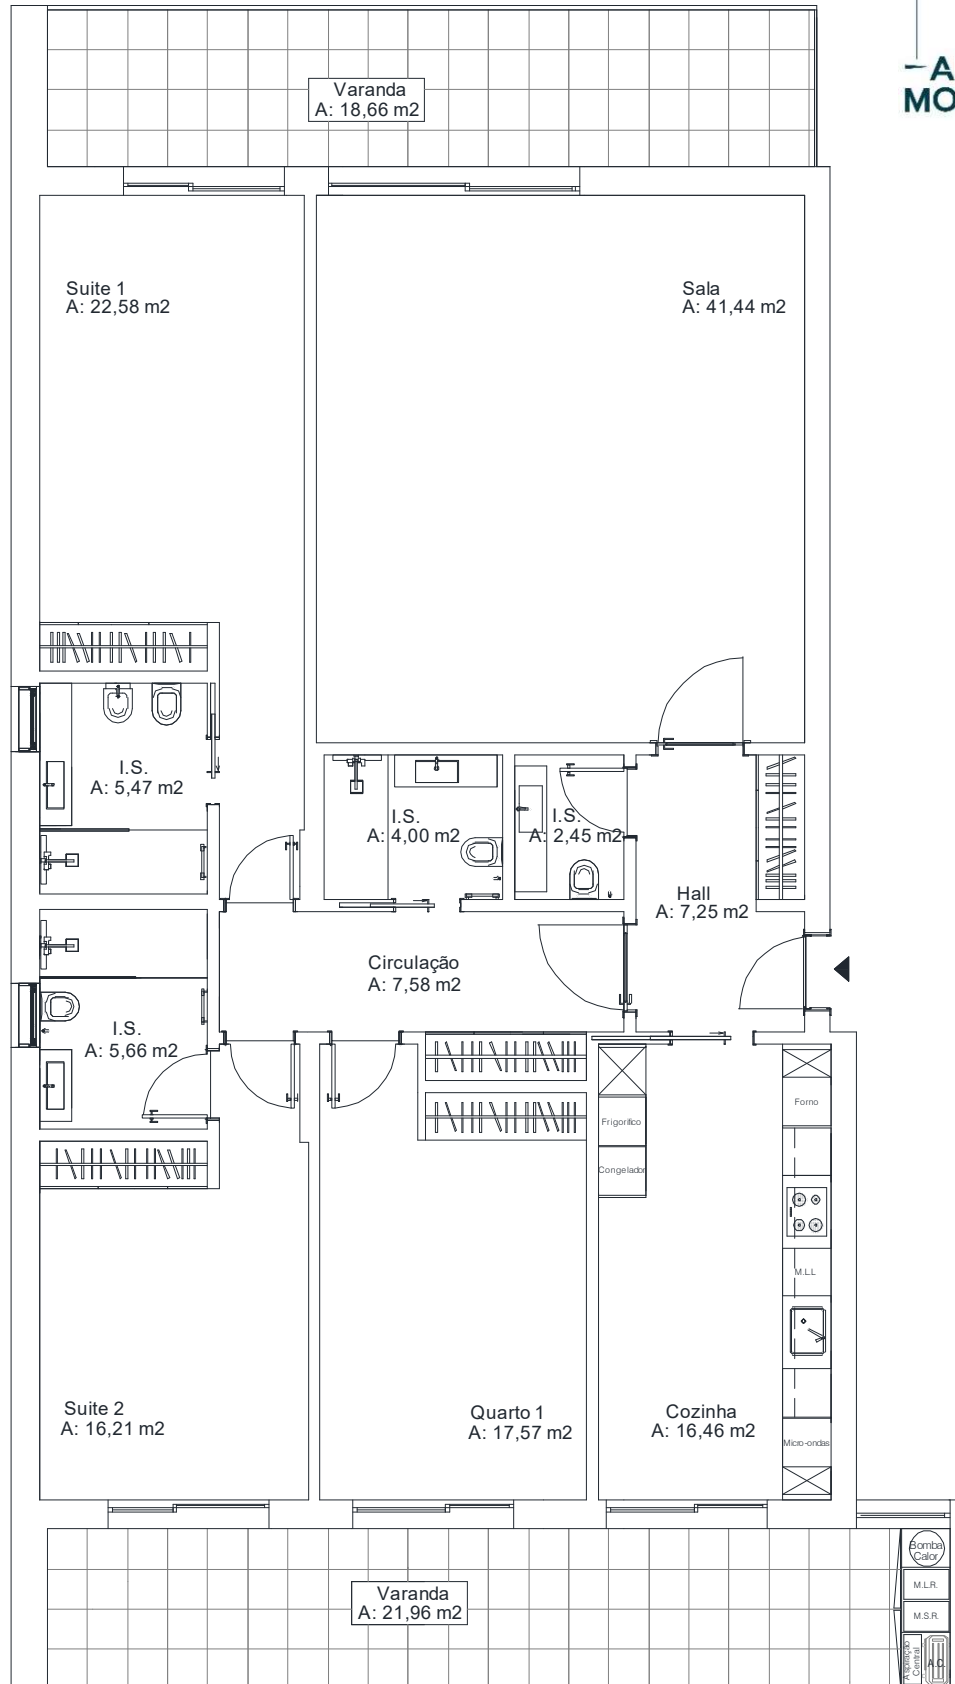 A
MO
Varanda
A: 18,66 m2
Suite 1
A: 22,58 m2
Sala
A: 41,44 m2
I.S.
A: 5,47 m2
I.S.
A: 4,00 m2
I.S.
A: 2,45 m2
Hall
A: 7,25 m2
Circulação
A: 7,58 m2
I.S.
A: 5,66 m2
Forno
Frigorífico
Congelador
M.L.L
Suite 2
A: 16,21 m2
Quarto 1
A: 17,57 m2
Cozinha
A: 16,46 m2
Micro-ondas
Bomba
Calor
M.L.R.
M.S.R.
Varanda
A: 21,96 m2
Aspiração
Central
A.C.